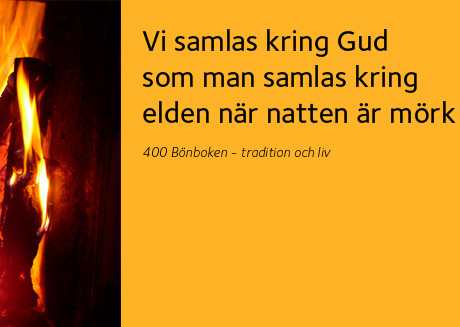 Vi samlas kring Gud
som man samlas kring
elden när natten är mörk
400 Bönboken - tradition och liv